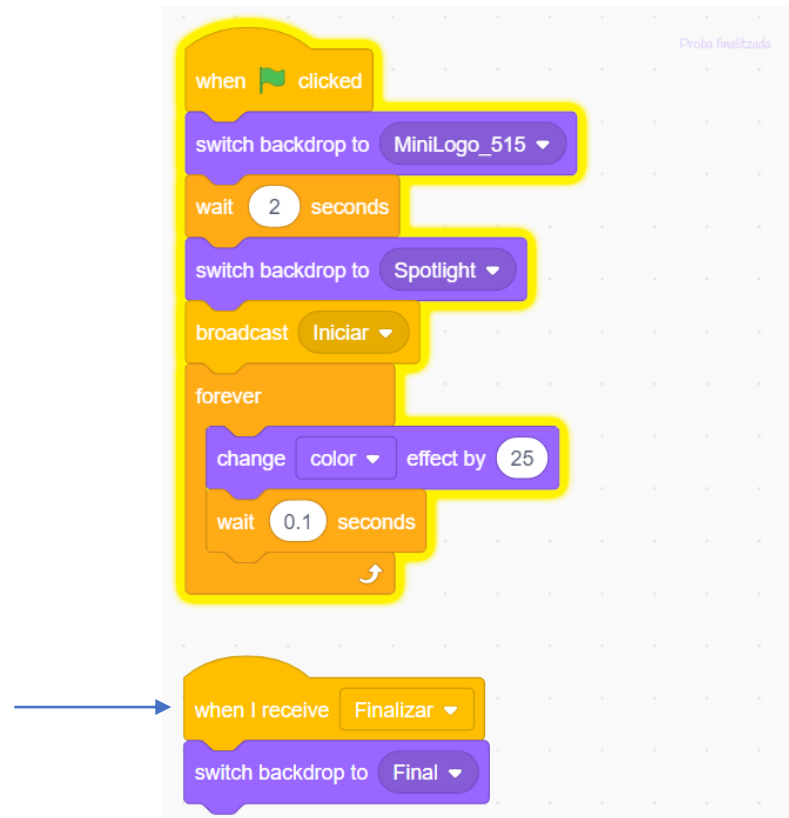 Proba finalitzada
when clicked
switch backdrop to MiniLogo_515
wait 2 seconds
switch backdrop to Spotlight
broadcast Iniciar
forever
change color effect by 25
wait 0.1 seconds
when I receive Finalizar
switch backdrop to Final